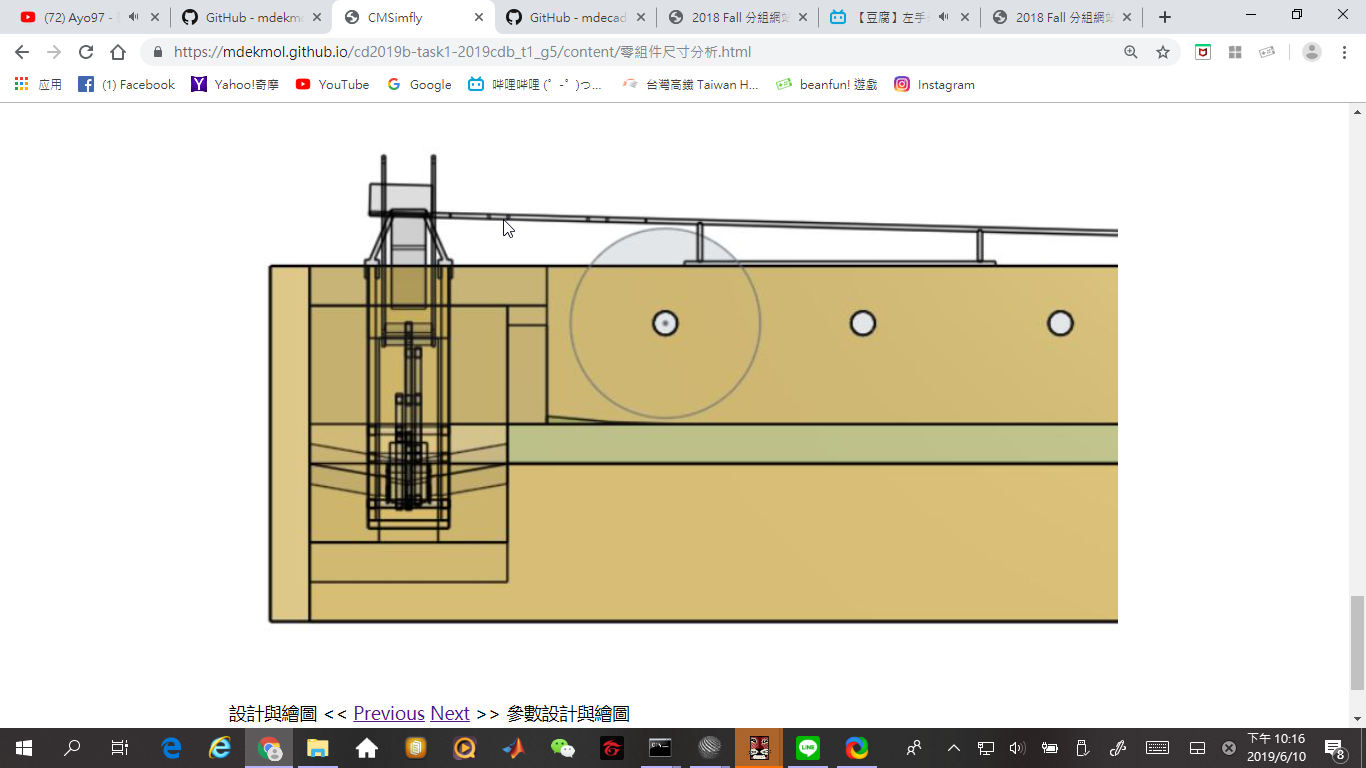 (72) Ayo97 -
GitHub - mdekm
CMSimfly
GitHub - mdecad
2018 Fall 分組網站
【豆腐】左手
2018 Fall 分組網站
https://mdekmol.github.io/cd2019b-task1-2019cdb_t1_g5/content/零組件尺寸分析.html
应用
(1) Facebook
Yahoo!奇摩
YouTube
Google
哔哩哔哩 (゜-゜)つ...
台灣高鐵 Taiwan H...
beanfun! 遊戲
Instagram
設計與繪圖 << Previous Next >> 參數設計與繪圖
下午 10:16
2019/6/10
8